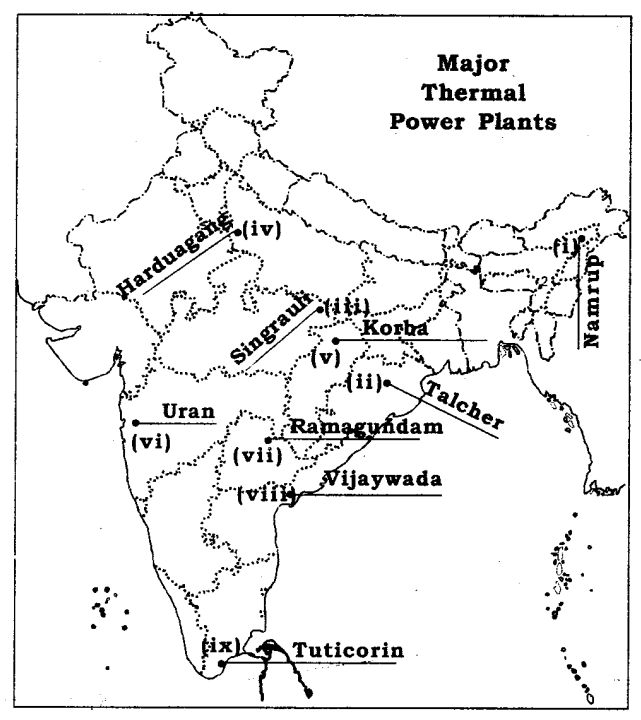 Major
Thermal
Power Plants
Harduagang
(iv)
(i)
Namrup
Singrauli
(iii)
Korba
(v)
(ii)
Talcher
Uran
(vi)
Ramagundam
(vii)
Vijaywada
(viii)
(ix)
Tuticorin